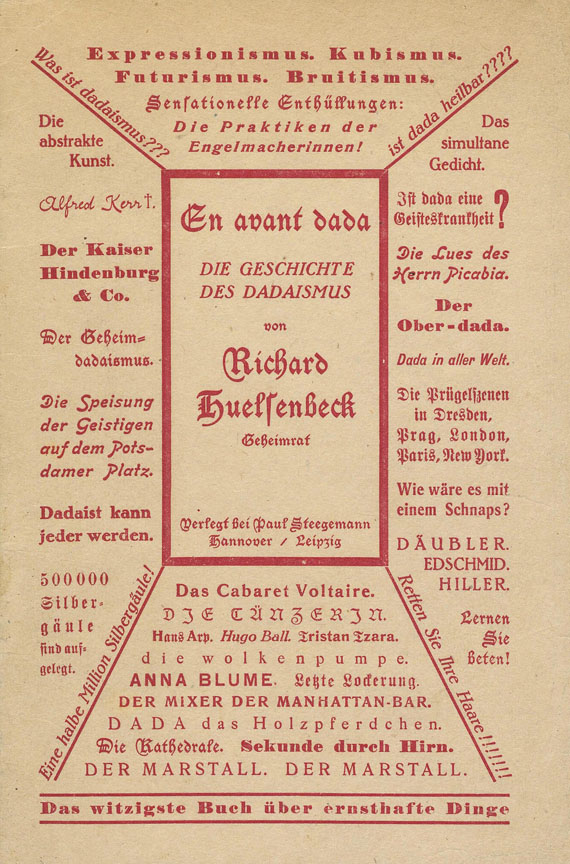 Expressionismus. Kubismus.
Futurismus. Bruitismus.
Sensationelle Enthüllungen:
Die Praktiken der
Engelmacherinnen!
Was ist dadaismus???
ist dada heilbar????
Die
abstrakte
Kunst.
Alfred Kerr †.
Der Kaiser
Hindenburg
& Co.
Der Geheim=
dadaismus.
Die Speisung
der Geistigen
auf dem Pots-
damer Platz.
Dadaist kann
jeder werden.
500000
Silber-
gäule
sind auf-
gelegt.
En avant dada
DIE GESCHICHTE
DES DADAISMUS
von
Richard
Huelsenbeck
Geheimrat
Verlegt bei Paul Steegemann
Hannover / Leipzig
Das
simultane
Gedicht.
Ist dada eine
Geisteskrankheit?
Die Lues des
Herrn Picabia.
Der
Ober-dada.
Dada in aller Welt.
Die Prügelszenen
in Dresden,
Prag, London,
Paris, New York.
Wie wäre es mit
einem Schnaps?
DÄUBLER.
EDSCHMID.
HILLER.
Lernen
Sie
beten!
Eine halbe Million Silbergäule!
Retten Sie Ihre Haare!!!!!!!
Das Cabaret Voltaire.
DIE TÄNZERIN.
Hans Arp. Hugo Ball. Tristan Tzara.
die wolkenpumpe.
ANNA BLUME. Letzte Lockerung.
DER MIXER DER MANHATTAN-BAR.
DADA das Holzpferdchen.
Die Kathedrale. Sekunde durch Hirn.
DER MARSTALL. DER MARSTALL.
Das witzigste Buch über ernsthafte Dinge